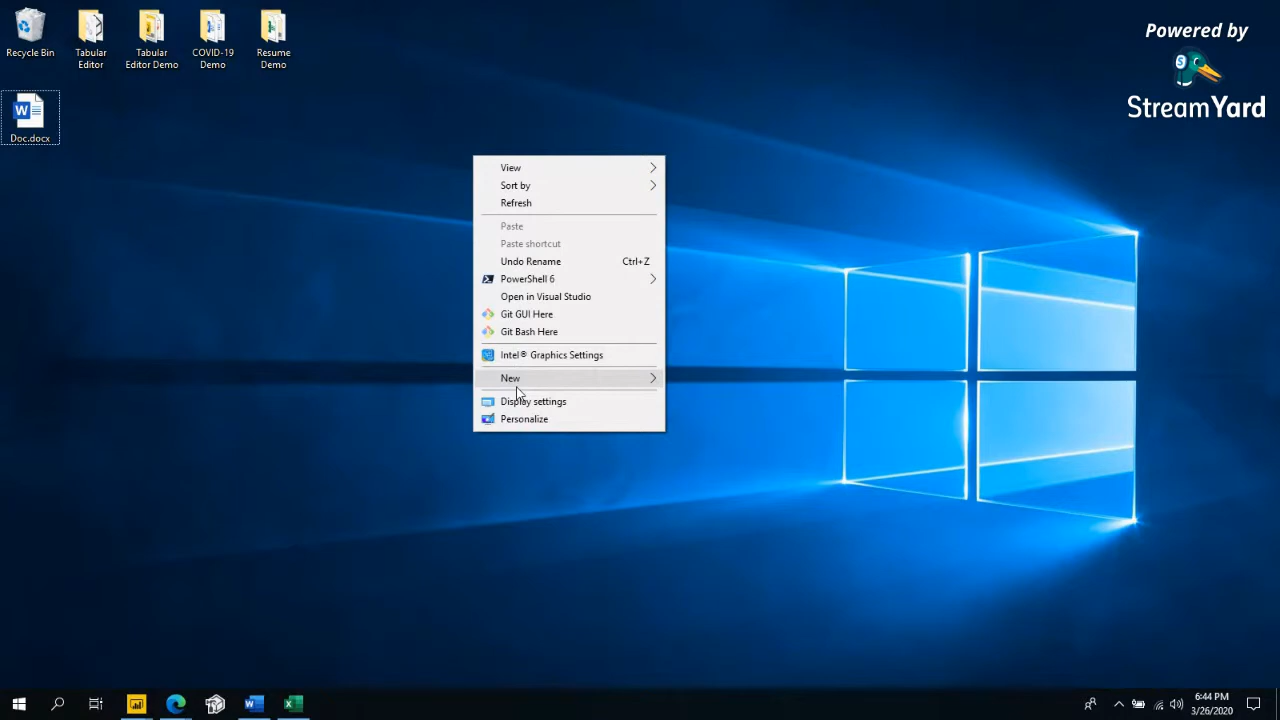 Recycle Bin
Tabular
Editor
Tabular
Editor Demo
COVID-19
Demo
Resume
Demo
Powered by
StreamYard
Doc.docx
View
Sort by
Refresh
Paste
Paste shortcut
Undo Rename Ctrl+Z
PowerShell 6
Open in Visual Studio
Git GUI Here
Git Bash Here
Intel® Graphics Settings
New
Display settings
Personalize
6:44 PM
3/26/2020